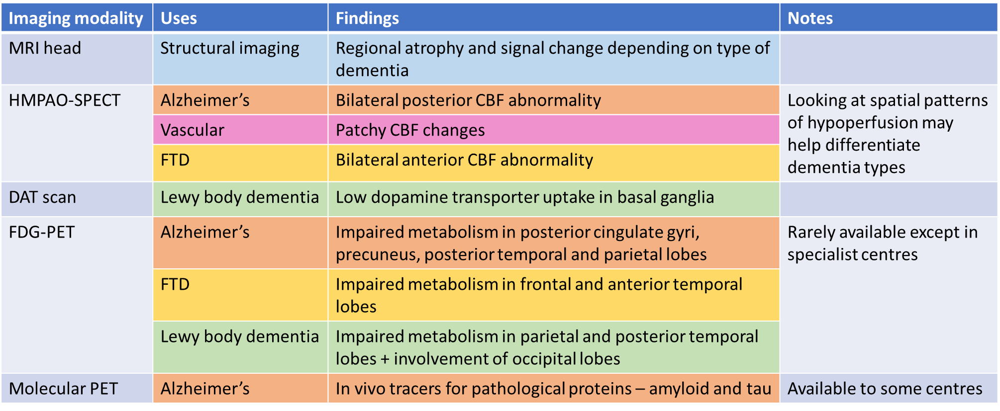 Imaging modality Uses Findings Notes
MRI head Structural imaging Regional atrophy and signal change depending on type of
dementia
HMPAO-SPECT Alzheimer’s Bilateral posterior CBF abnormality Looking at spatial patterns
of hypoperfusion may
help differentiate
dementia types
Vascular Patchy CBF changes
FTD Bilateral anterior CBF abnormality
DAT scan Lewy body dementia Low dopamine transporter uptake in basal ganglia
FDG-PET Alzheimer’s Impaired metabolism in posterior cingulate gyri,
precuneus, posterior temporal and parietal lobes
Rarely available except in
specialist centres
FTD Impaired metabolism in frontal and anterior temporal
lobes
Lewy body dementia Impaired metabolism in parietal and posterior temporal
lobes + involvement of occipital lobes
Molecular PET Alzheimer’s In vivo tracers for pathological proteins – amyloid and tau Available to some centres